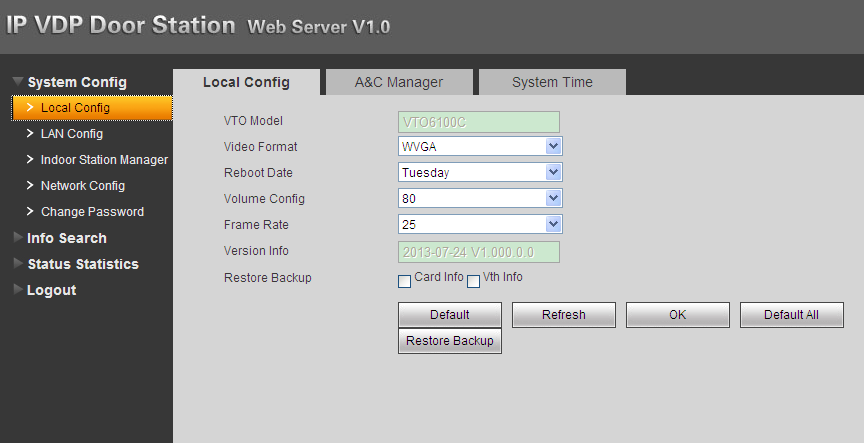 IP VDP Door Station Web Server V1.0
System Config
Local Config
LAN Config
Indoor Station Manager
Network Config
Change Password
Info Search
Status Statistics
Logout
Local Config A&C Manager System Time
VTO Model VTO6100C
Video Format WVGA
Reboot Date Tuesday
Volume Config 80
Frame Rate 25
Version Info 2013-07-24 V1.000.0.0
Restore Backup Card Info Vth Info
Default Refresh OK Default All
Restore Backup